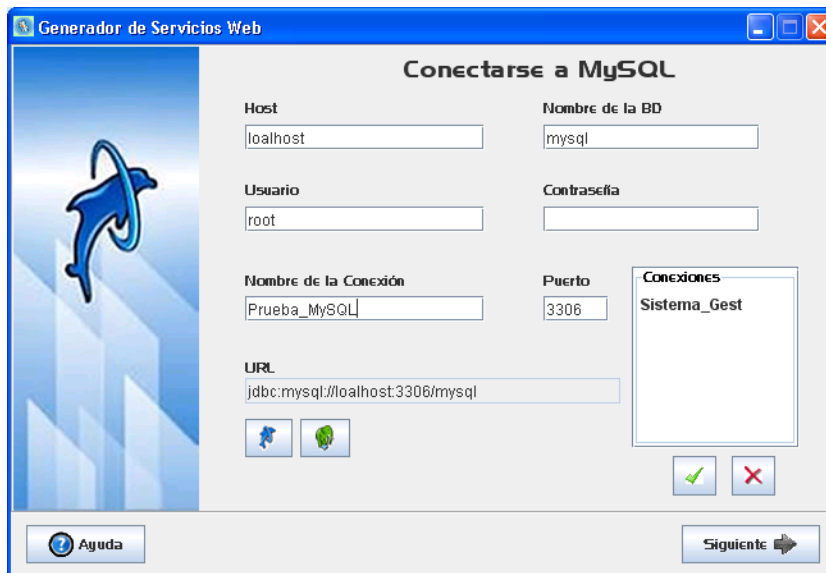 Generador de Servicios Web
Conectarse a MySQL
Host
Nombre de la BD
loalhost
mysql
Usuario
Contraseña
root
Nombre de la Conexión
Puerto
Conexiones
Prueba_MySQL
3306
Sistema_Gest
URL
jdbc:mysql://loalhost:3306/mysql
Ayuda
Siguiente